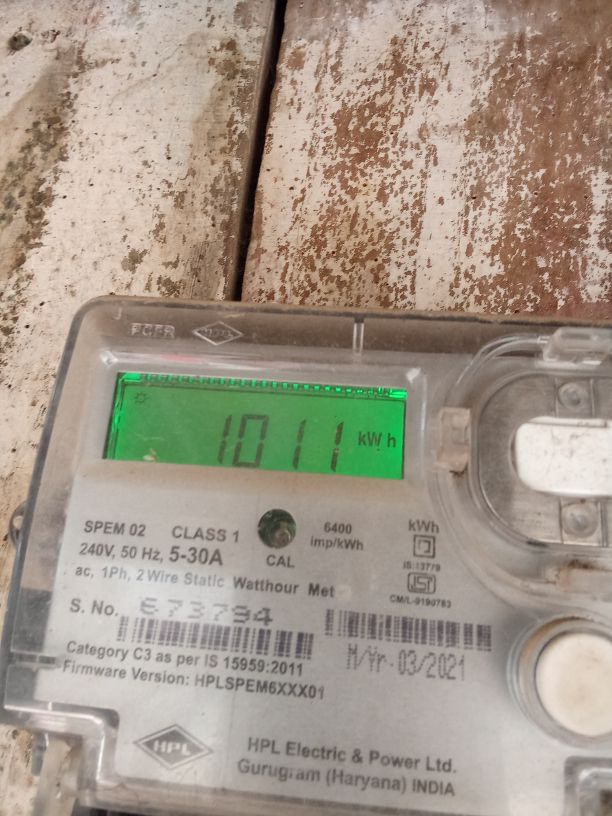 1011 kWh
SPEM 02 CLASS 1
240V, 50 Hz, 5-30A
CAL
6400
imp/kWh
kWh
IS:13779
CM/L-9190783
ac, 1Ph, 2 Wire Static Watthour Met
S. No. 673794
M/Yr-03/2021
Category C3 as per IS 15959:2011
Firmware Version: HPLSPEM6XXX01
HPL
HPL Electric & Power Ltd.
Gurugram (Haryana) INDIA